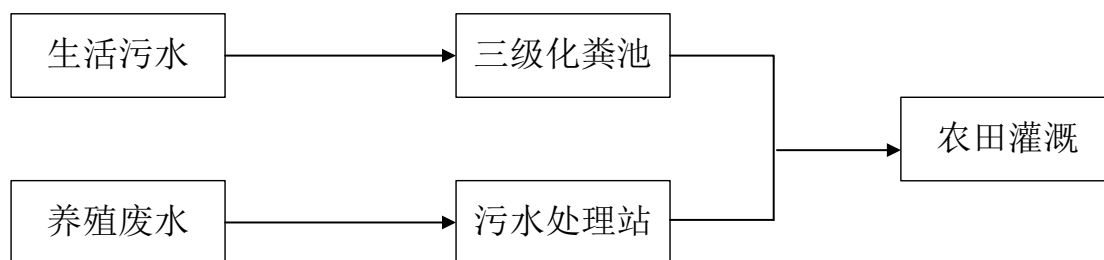 生活污水
三级化粪池
农田灌溉
养殖废水
污水处理站